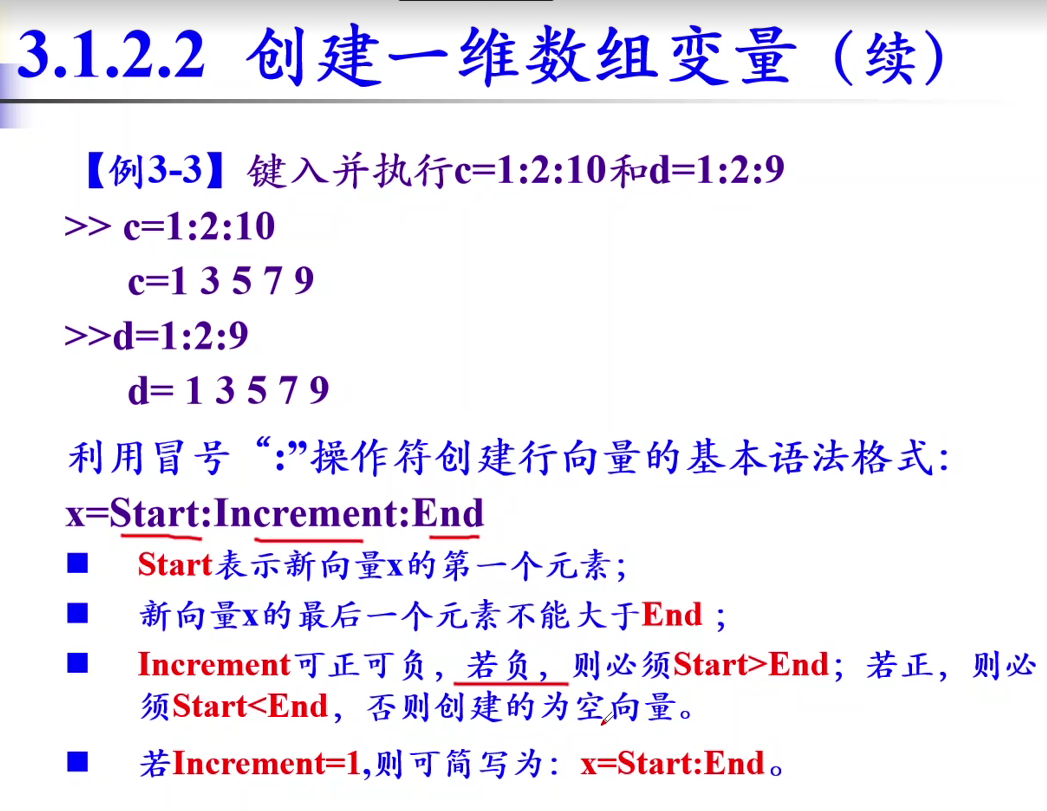 3.1.2.2 创建一维数组变量（续）
【例3-3】键入并执行c=1:2:10和d=1:2:9
>> c=1:2:10
c=1 3 5 7 9
>>d=1:2:9
d= 1 3 5 7 9
利用冒号“:”操作符创建行向量的基本语法格式：
x=Start:Increment:End
■ Start表示新向量x的第一个元素；
■ 新向量x的最后一个元素不能大于End；
■ Increment可正可负，若负，则必须Start>End；若正，则必
须Start<End，否则创建的为空向量。
■ 若Increment=1,则可简写为：x=Start:End。